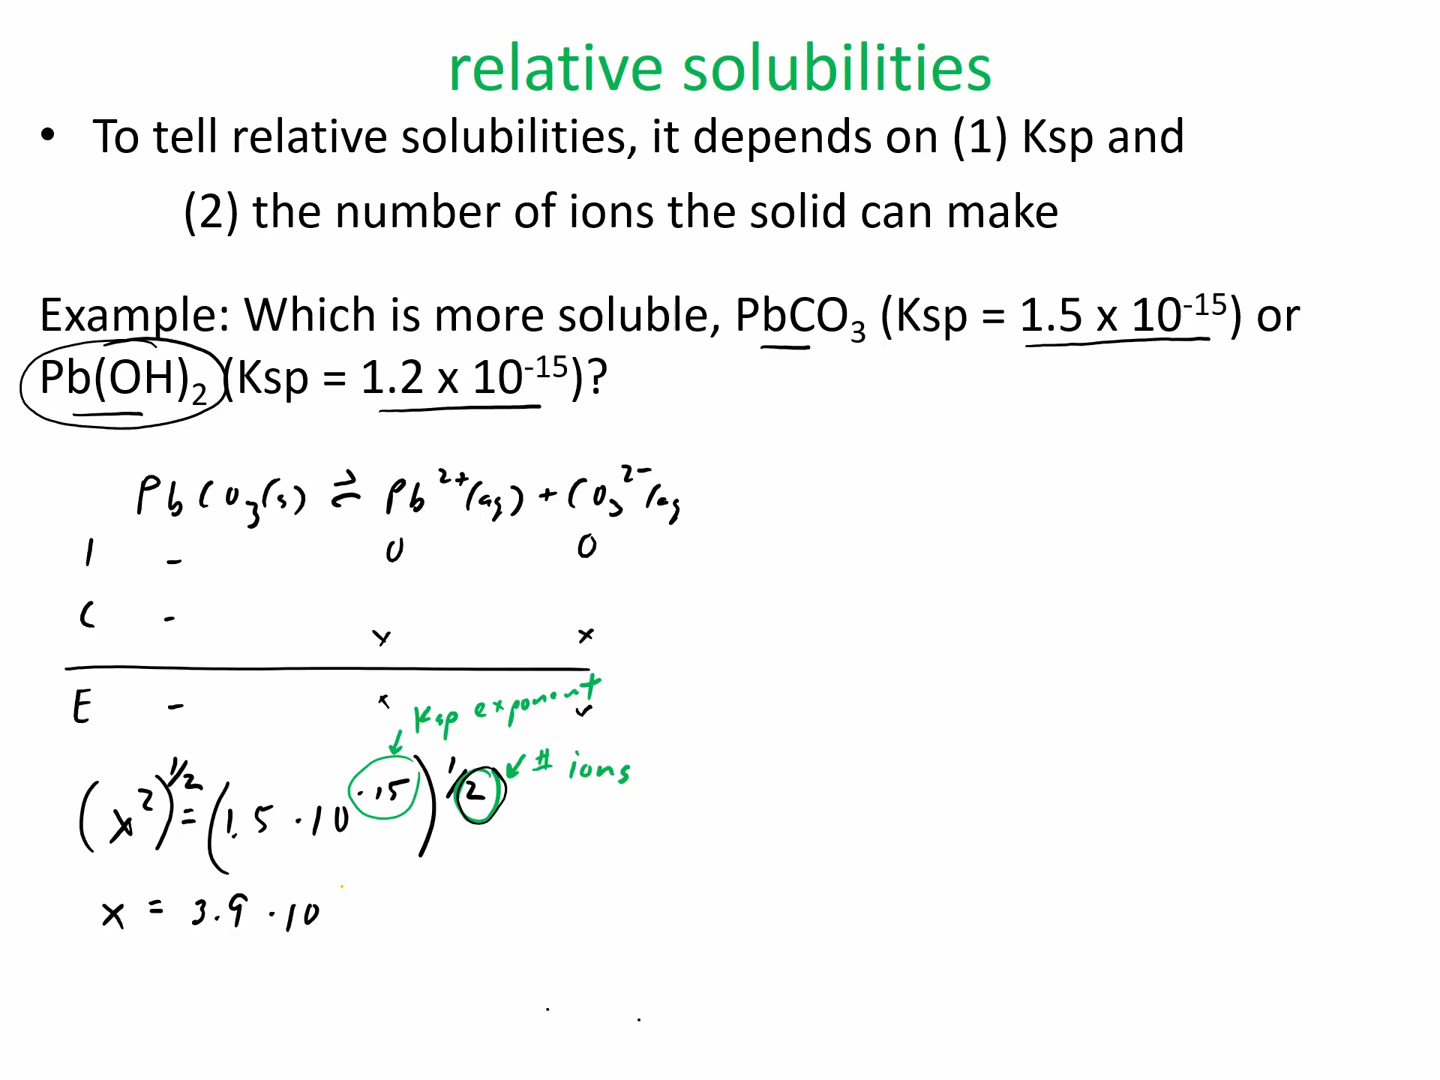 relative solubilities
• To tell relative solubilities, it depends on (1) Ksp and
(2) the number of ions the solid can make
Example: Which is more soluble, PbCO₃ (Ksp = 1.5 x 10⁻¹⁵) or
Pb(OH)₂ (Ksp = 1.2 x 10⁻¹⁵)?
PbCO₃(s) ⇌ Pb²⁺(aq) + CO₃²⁻(aq
I - 0 0
C - x x
E - x x
Ksp exponent
# ions
(x²)^1/2 = (1.5 · 10^-15)^1/2
x = 3.9 · 10